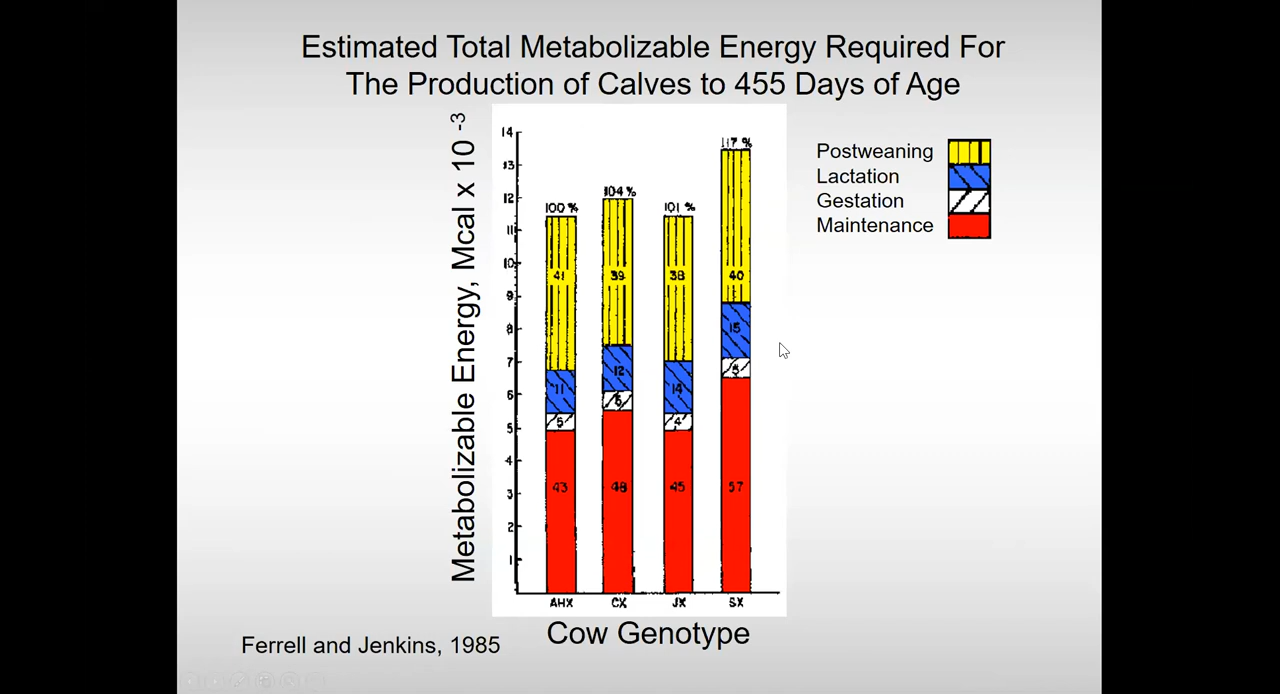 Estimated Total Metabolizable Energy Required For
The Production of Calves to 455 Days of Age
Metabolizable Energy, Mcal x 10 -3
14
13
12
11
10
9
8
7
6
5
4
3
2
1
100 %
104 %
101 %
117 %
41
39
38
40
11
12
14
15
5
4
5
43
48
45
57
AHX
CX
JX
SX
Cow Genotype
Postweaning
Lactation
Gestation
Maintenance
Ferrell and Jenkins, 1985